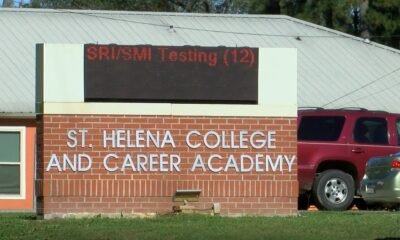 SRI/SMI Testing (12)
ST. HELENA COLLEGE
AND CAREER ACADEMY